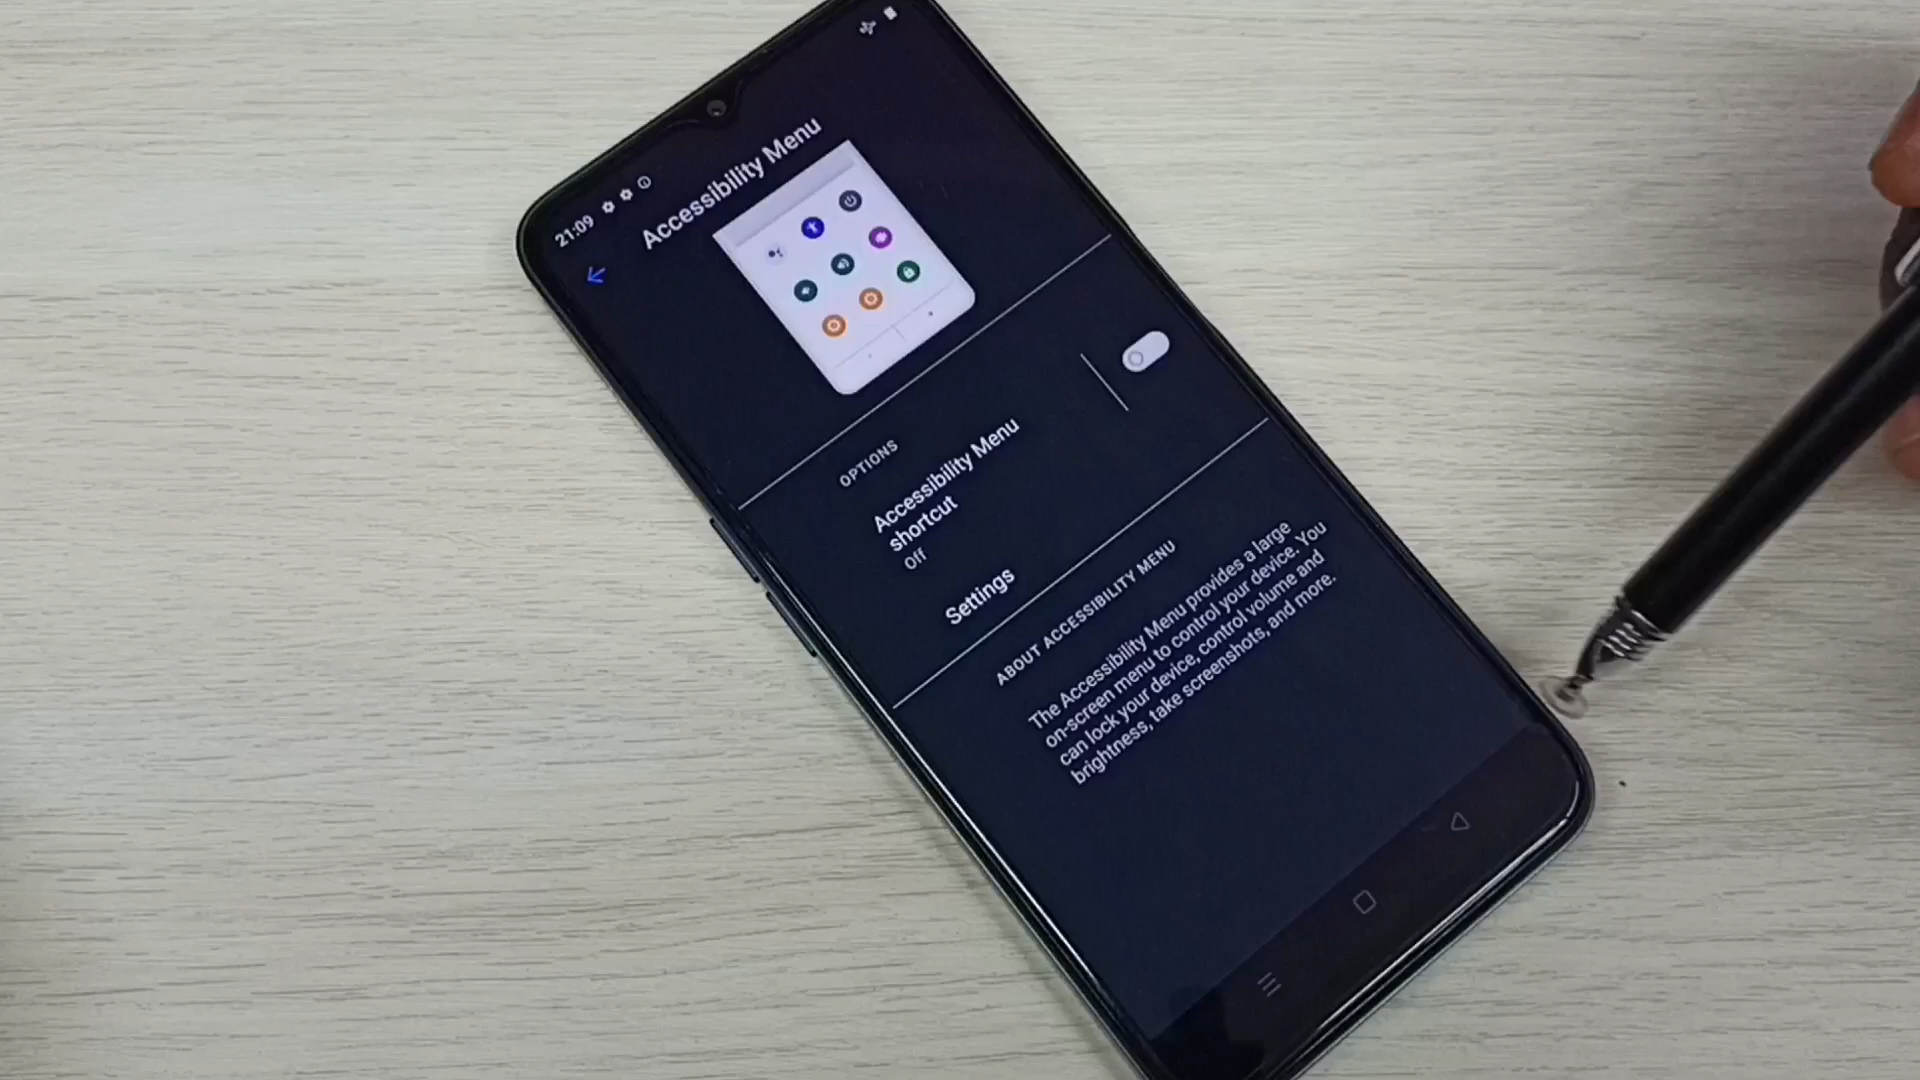 21:09
Accessibility Menu
OPTIONS
Accessibility Menu
shortcut
Off
Settings
ABOUT ACCESSIBILITY MENU
The Accessibility Menu provides a large
on-screen menu to control your device. You
can lock your device, control volume and
brightness, take screenshots, and more.